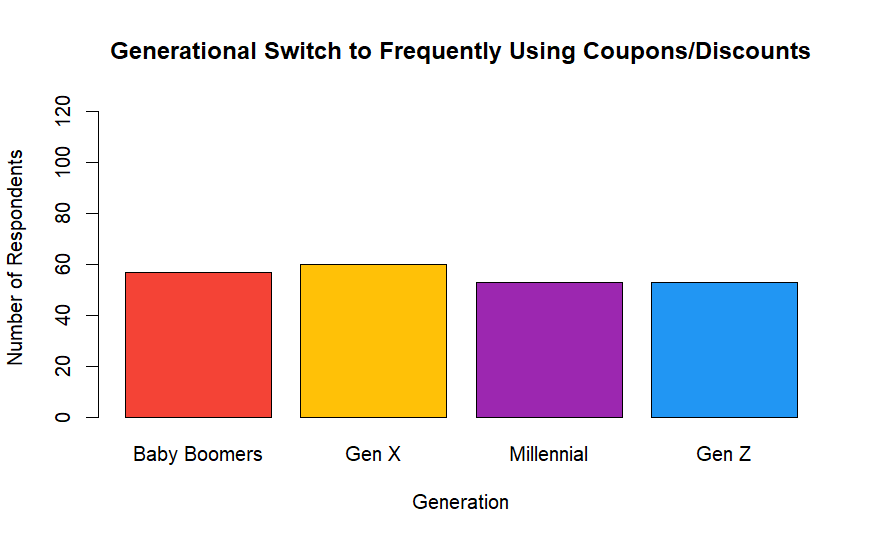 Generational Switch to Frequently Using Coupons/Discounts
Number of Respondents
120
100
80
60
40
20
0
Baby Boomers
Gen X
Millennial
Gen Z
Generation